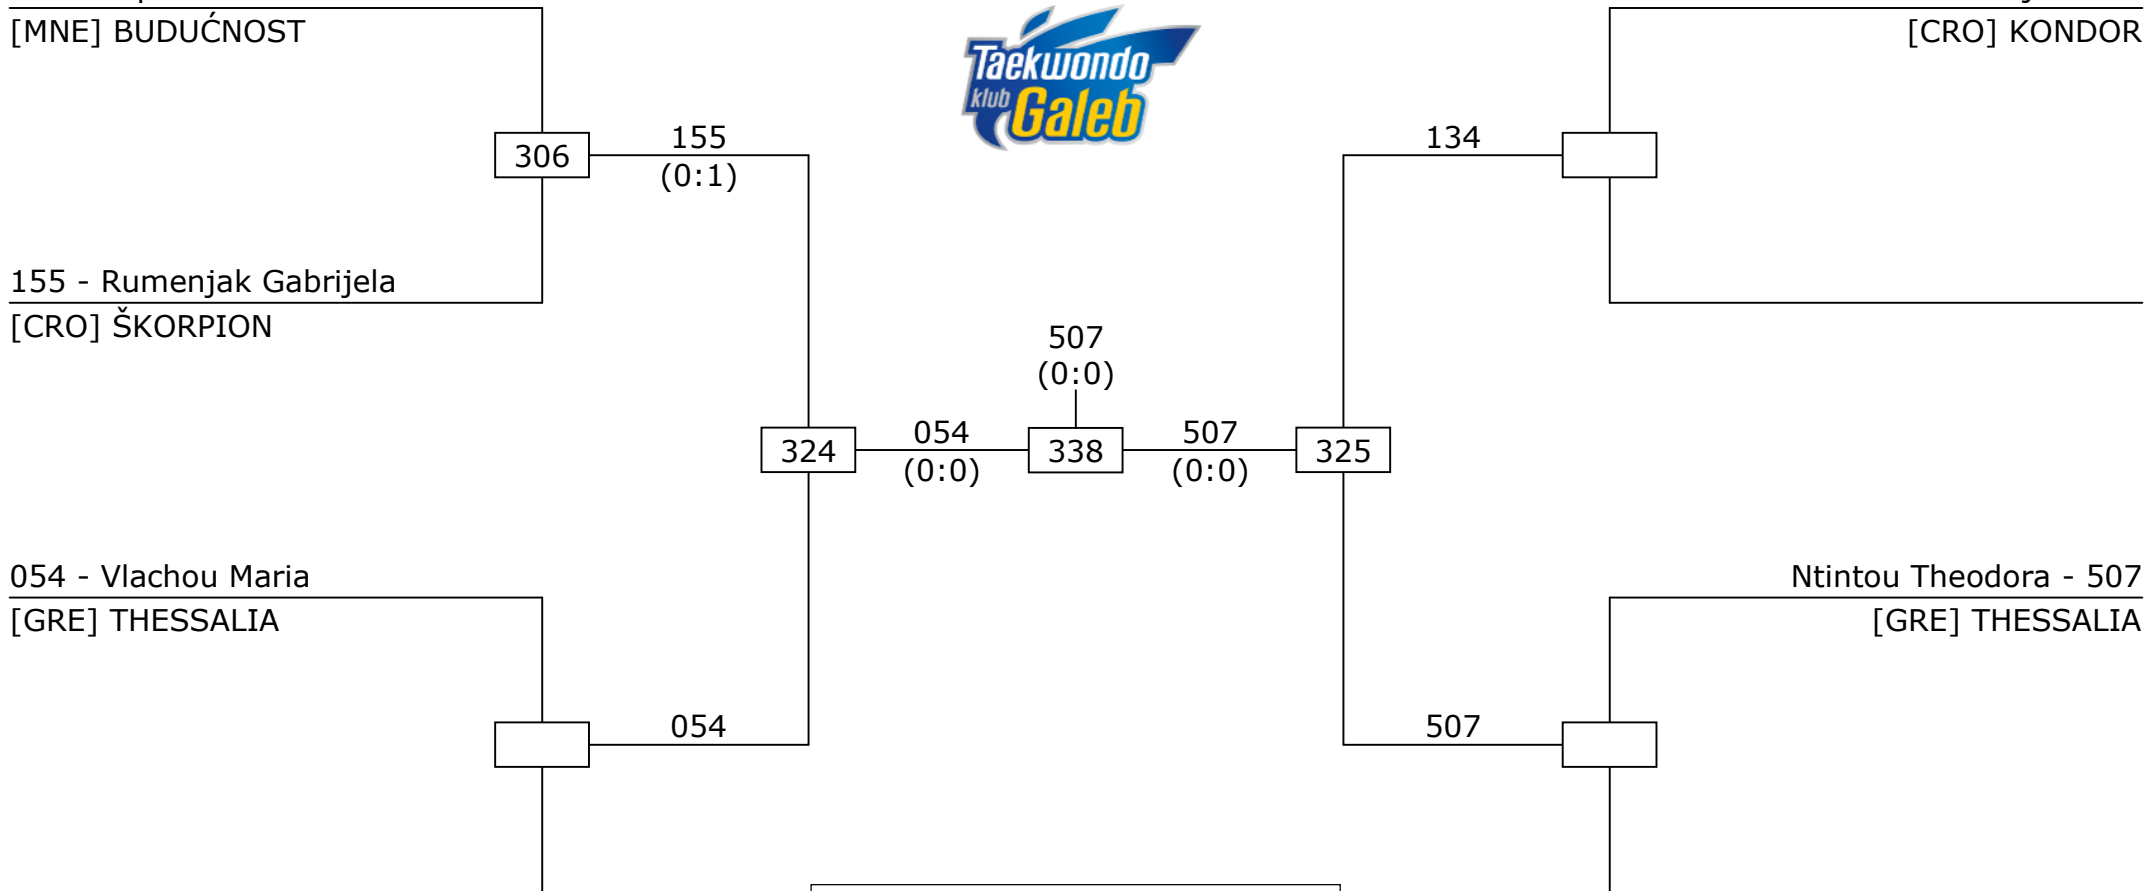 [MNE] BUDUĆNOST
[CRO] KONDOR
Taekwondo
klub Galeb
306
155
(0:1)
134
155 - Rumenjak Gabrijela
[CRO] ŠKORPION
507
(0:0)
324
054
(0:0)
338
507
(0:0)
325
054 - Vlachou Maria
[GRE] THESSALIA
Ntintou Theodora - 507
[GRE] THESSALIA
054
507